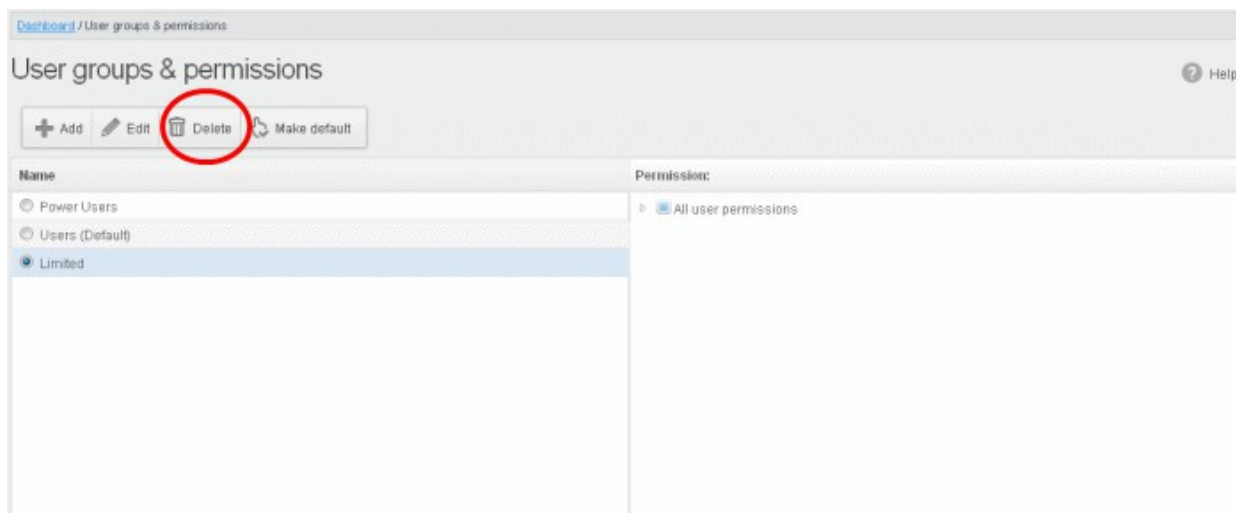 Dashboard / User groups & permissions
User groups & permissions
Help
Add Edit Delete Make default
Name Permission:
Power Users All user permissions
Users (Default)
Limited